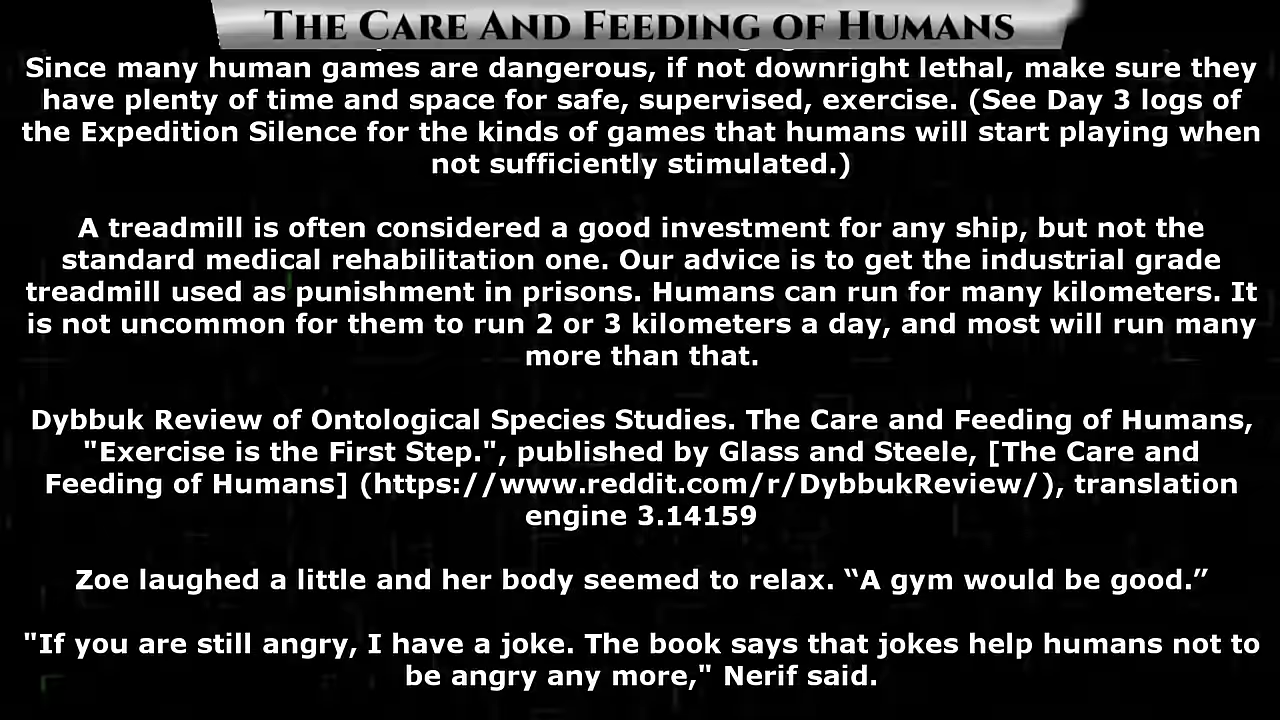 THE CARE AND FEEDING OF HUMANS
Since many human games are dangerous, if not downright lethal, make sure they
have plenty of time and space for safe, supervised, exercise. (See Day 3 logs of
the Expedition Silence for the kinds of games that humans will start playing when
not sufficiently stimulated.)
A treadmill is often considered a good investment for any ship, but not the
standard medical rehabilitation one. Our advice is to get the industrial grade
treadmill used as punishment in prisons. Humans can run for many kilometers. It
is not uncommon for them to run 2 or 3 kilometers a day, and most will run many
more than that.
Dybbuk Review of Ontological Species Studies. The Care and Feeding of Humans,
"Exercise is the First Step.", published by Glass and Steele, [The Care and
Feeding of Humans] (https://www.reddit.com/r/DybbukReview/), translation
engine 3.14159
Zoe laughed a little and her body seemed to relax. “A gym would be good.”
"If you are still angry, I have a joke. The book says that jokes help humans not to
be angry any more," Nerif said.